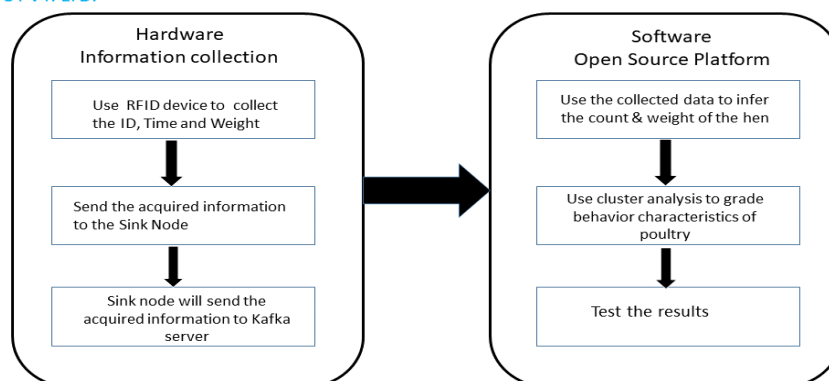 Hardware
Information collection
Use RFID device to collect
the ID, Time and Weight
Send the acquired information
to the Sink Node
Sink node will send the
acquired information to Kafka
server
Software
Open Source Platform
Use the collected data to infer
the count & weight of the hen
Use cluster analysis to grade
behavior characteristics of
poultry
Test the results